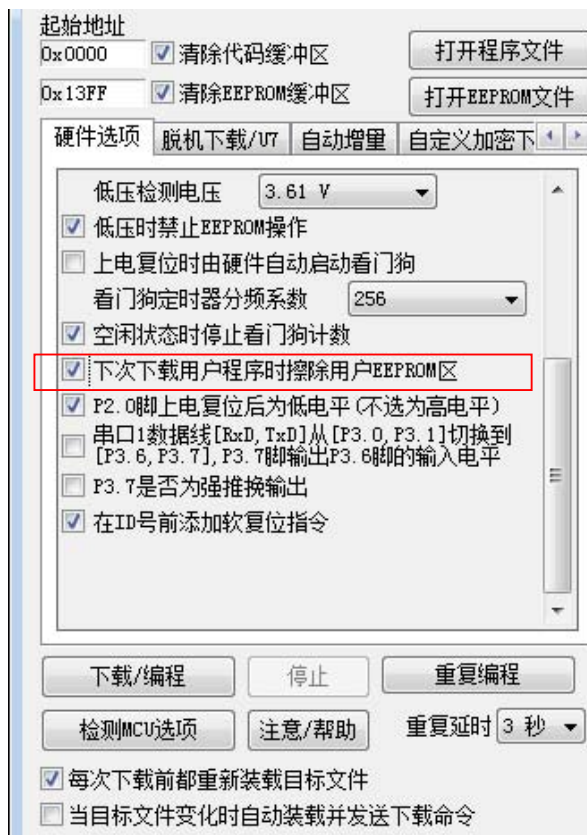 起始地址
0x0000 清除代码缓冲区 打开程序文件
0x13FF 清除EEPROM缓冲区 打开EEPROM文件
硬件选项 脱机下载/U7 自动增量 自定义加密下
低压检测电压 3.61 V
低压时禁止EEPROM操作
上电复位时由硬件自动启动看门狗
看门狗定时器分频系数 256
空闲状态时停止看门狗计数
下次下载用户程序时擦除用户EEPROM区
P2.0脚上电复位后为低电平(不选为高电平)
串口1数据线[RxD,TxD]从[P3.0,P3.1]切换到
[P3.6,P3.7],P3.7脚输出P3.6脚的输入电平
P3.7是否为强推挽输出
在ID号前添加软复位指令
下载/编程 停止 重复编程
检测MCU选项 注意/帮助 重复延时 3 秒
每次下载前都重新装载目标文件
当目标文件变化时自动装载并发送下载命令